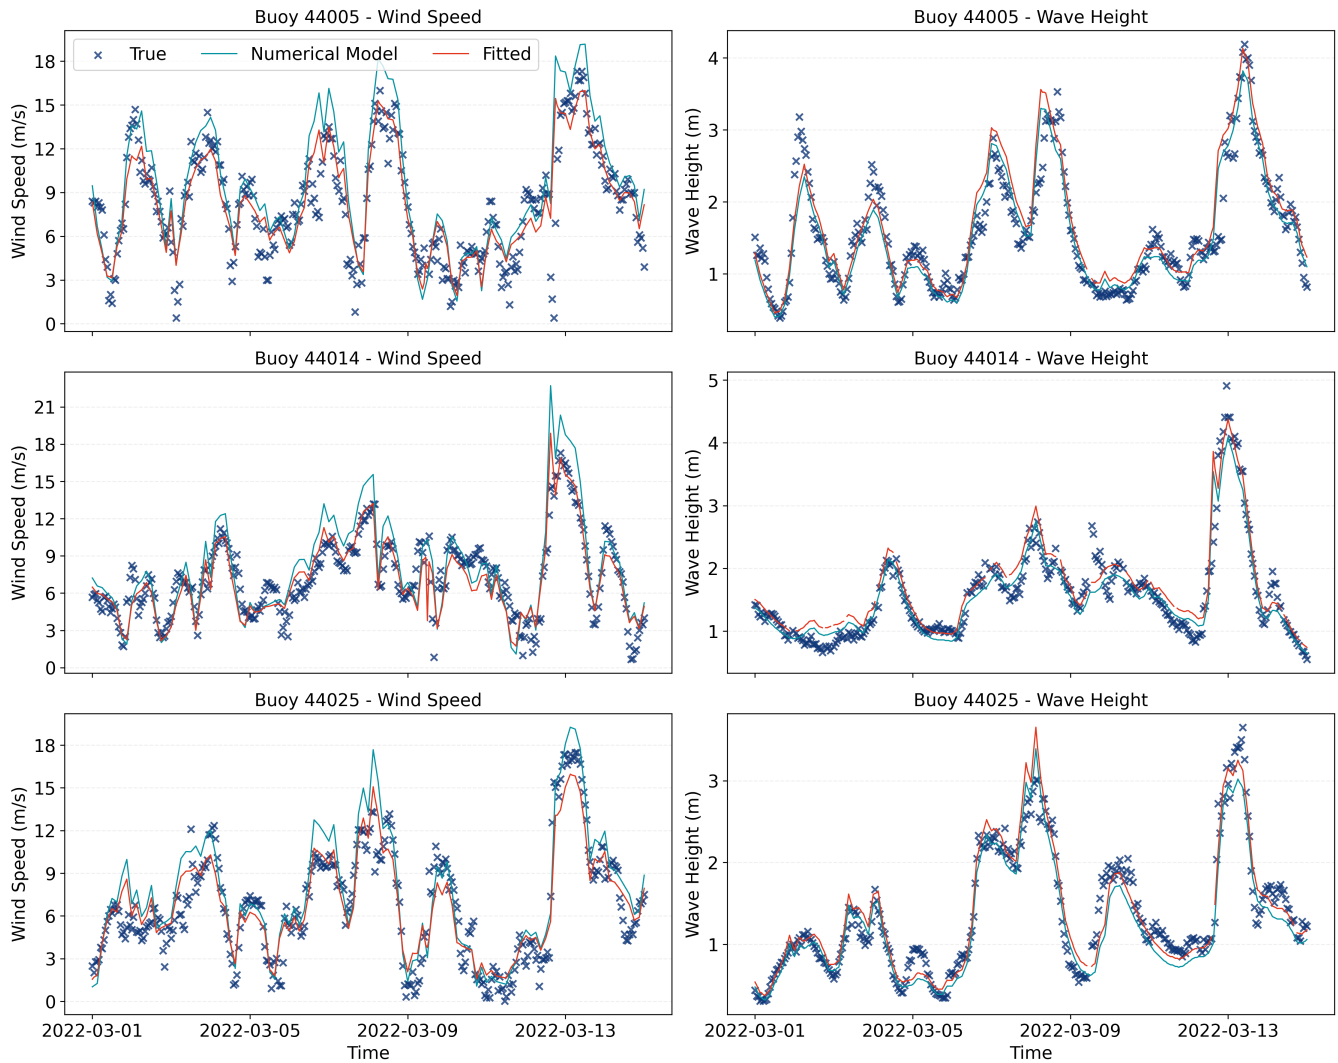 Buoy 44005 - Wind Speed
Wind Speed (m/s)
18
15
12
9
6
3
0
True
Numerical Model
Fitted
Buoy 44005 - Wave Height
Wave Height (m)
4
3
2
1
Buoy 44014 - Wind Speed
Wind Speed (m/s)
21
18
15
12
9
6
3
0
Buoy 44014 - Wave Height
Wave Height (m)
5
4
3
2
1
Buoy 44025 - Wind Speed
Wind Speed (m/s)
18
15
12
9
6
3
0
2022-03-01 2022-03-05 2022-03-09 2022-03-13
Time
Buoy 44025 - Wave Height
Wave Height (m)
3
2
1
2022-03-01 2022-03-05 2022-03-09 2022-03-13
Time